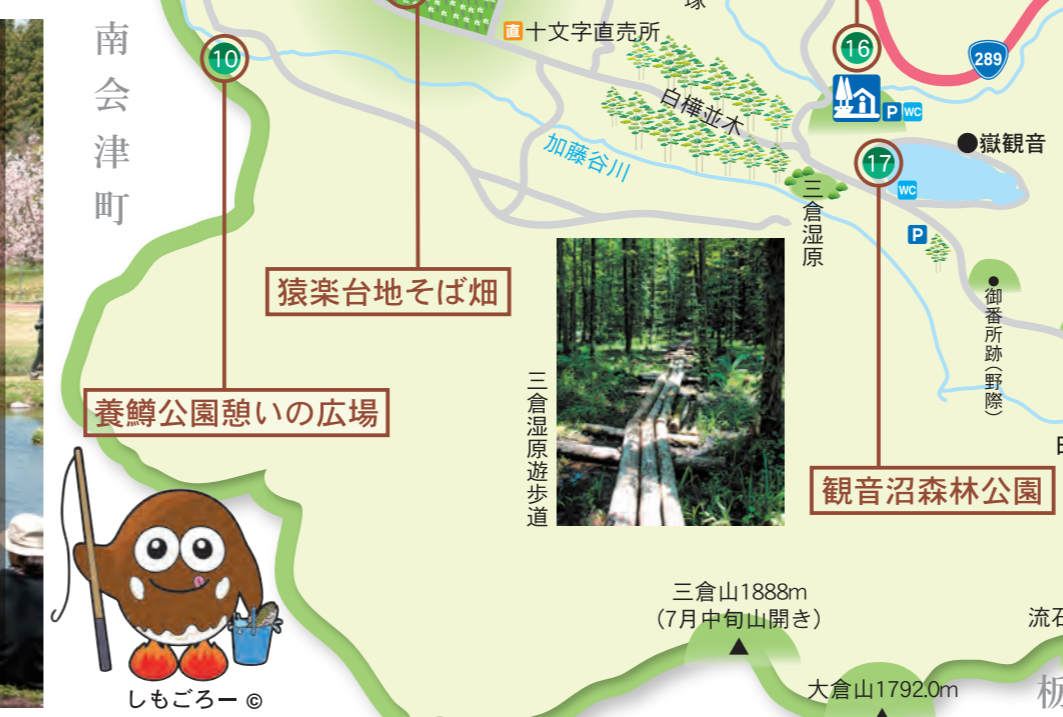 南会津町
10
塚
直 十文字直売所
16
289
P WC
白樺並木
加藤谷川
17
嶽観音
WC
三倉湿原
P
猿楽台地そば畑
御番所跡(野際)
三倉湿原遊歩道
養鱒公園憩いの広場
観音沼森林公園
三倉山1888m
(7月中旬山開き)
流石
大倉山1792.0m
しもごろー ©